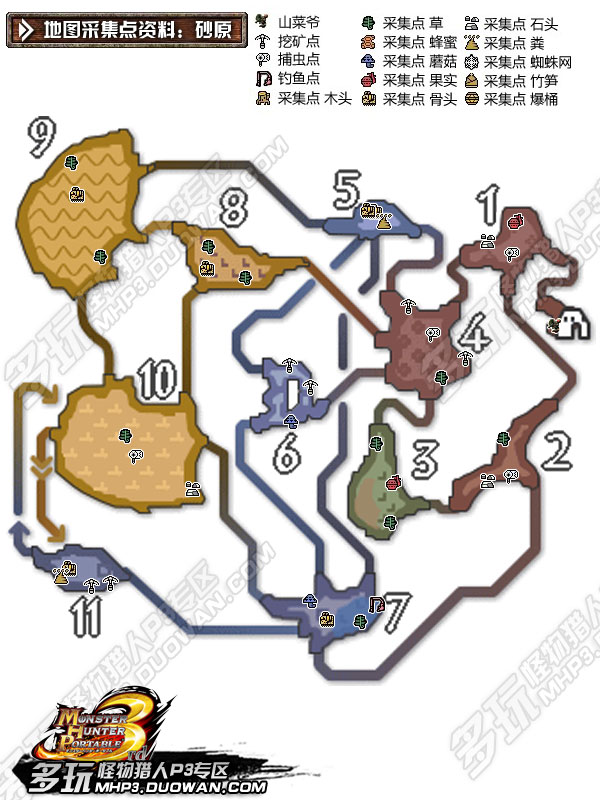 地图采集点资料：砂原
山菜爷
挖矿点
捕虫点
钓鱼点
采集点 木头
采集点 草
采集点 蜂蜜
采集点 蘑菇
采集点 果实
采集点 骨头
采集点 石头
采集点 粪
采集点 蜘蛛网
采集点 竹笋
采集点 爆桶
9
5
1
8
4
10
6
3
2
11
7
多玩 怪物猎人P3专区
MHP3.DUOWAN.COM
MONSTER
HUNTER
PORTABLE
3rd
多玩 怪物猎人P3专区
MHP3.DUOWAN.COM